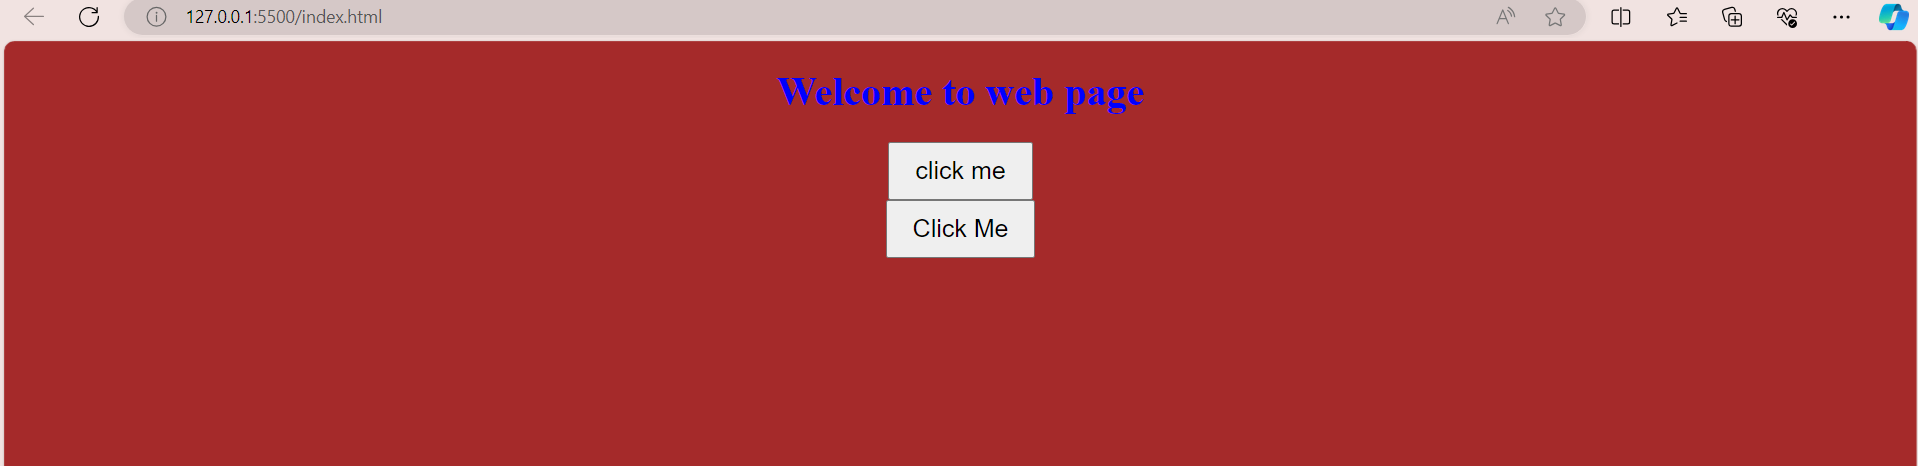 127.0.0.1:5500/index.html
Welcome to web page
click me
Click Me